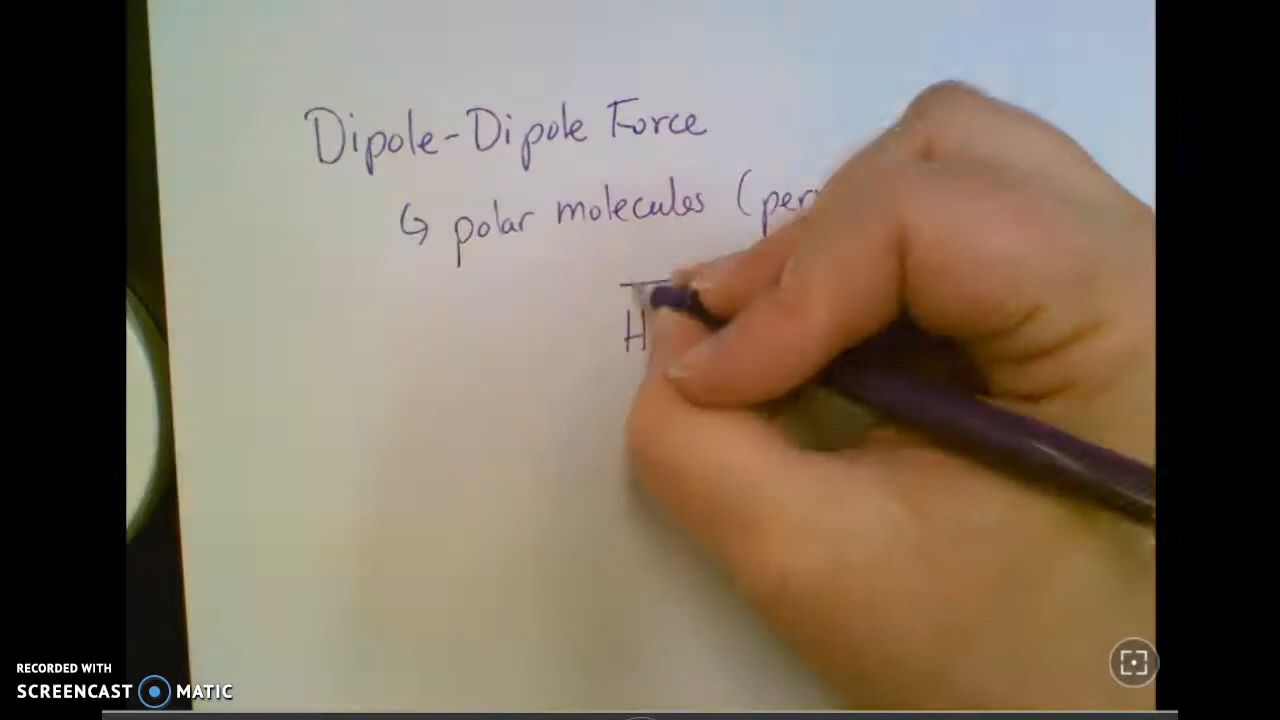 Dipole-Dipole Force
↳ polar molecules (per
H
RECORDED WITH
SCREENCAST MATIC